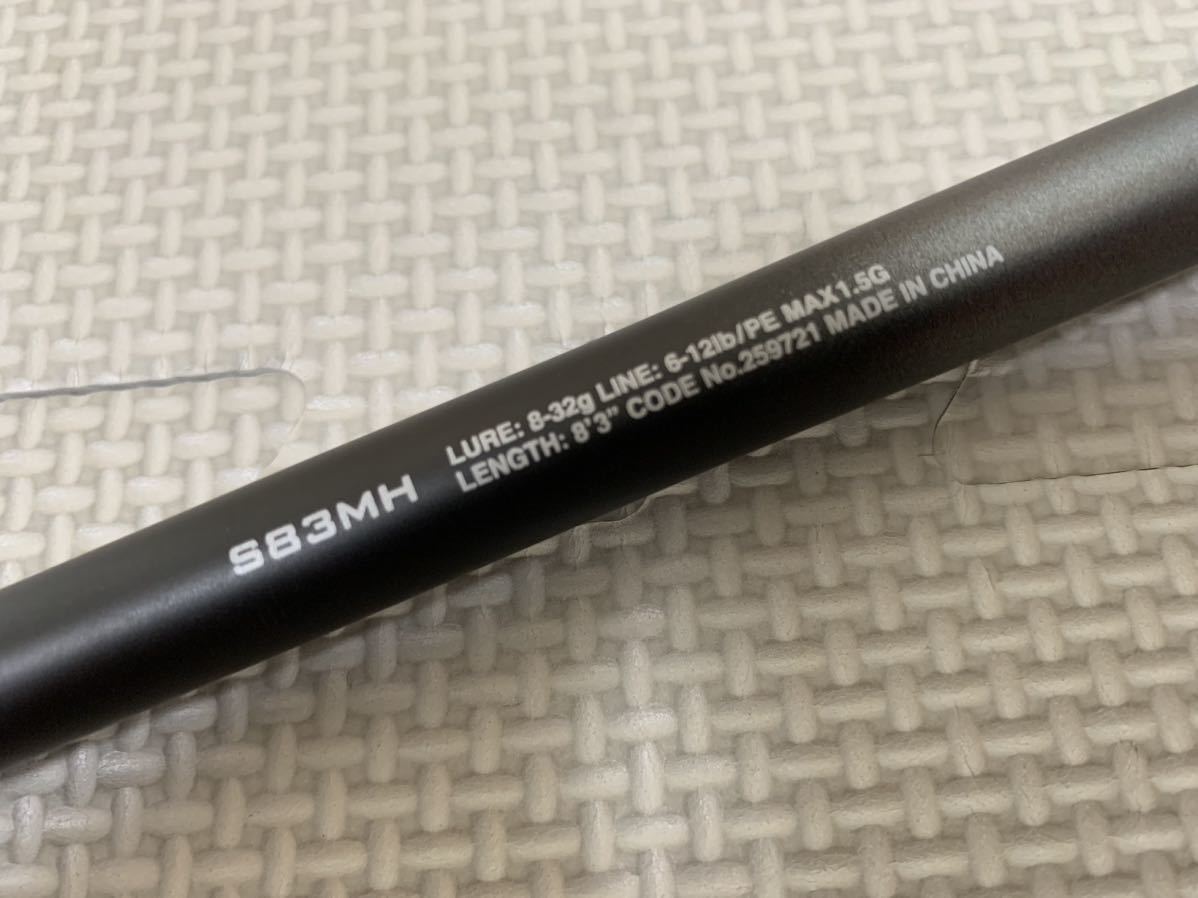 S83MH
LURE: 8-32g LINE: 6-12lb/PE MAX1.5G
LENGTH: 8'3" CODE No.259721 MADE IN CHINA